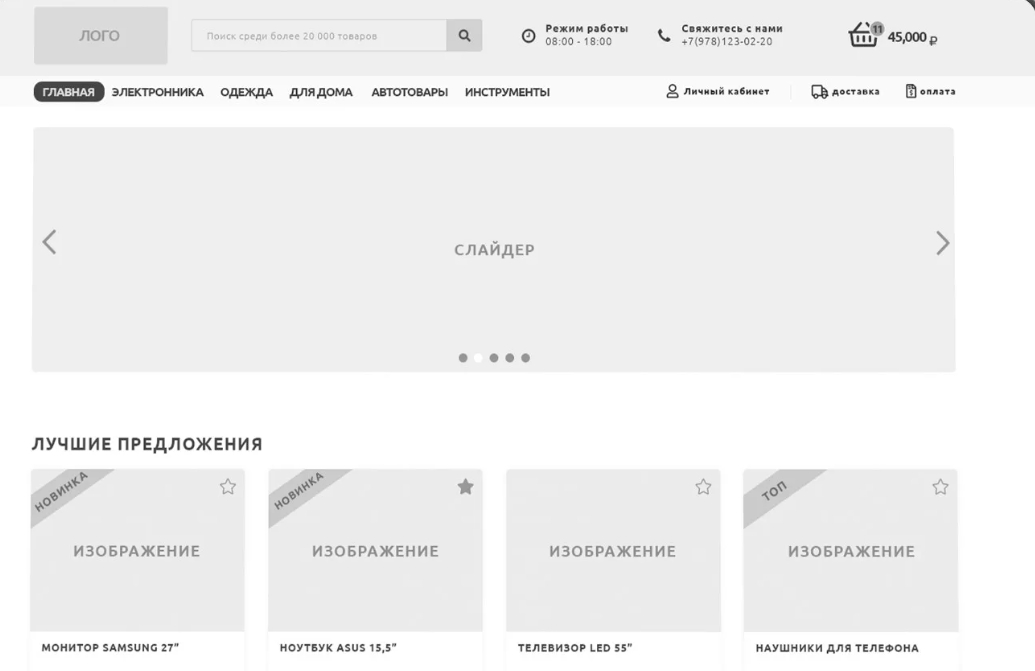 ЛОГО
Поиск среди более 20 000 товаров
Режим работы
08:00 - 18:00
Свяжитесь с нами
+7(978)123-02-20
11
45,000 ₽
ГЛАВНАЯ ЭЛЕКТРОННИКА ОДЕЖДА ДЛЯ ДОМА АВТОТОВАРЫ ИНСТРУМЕНТЫ
Личный кабинет доставка оплата
СЛАЙДЕР
ЛУЧШИЕ ПРЕДЛОЖЕНИЯ
НОВИНКА НОВИНКА ТОП
ИЗОБРАЖЕНИЕ ИЗОБРАЖЕНИЕ ИЗОБРАЖЕНИЕ ИЗОБРАЖЕНИЕ
МОНИТОР SAMSUNG 27” НОУТБУК ASUS 15,5” ТЕЛЕВИЗОР LED 55” НАУШНИКИ ДЛЯ ТЕЛЕФОНА